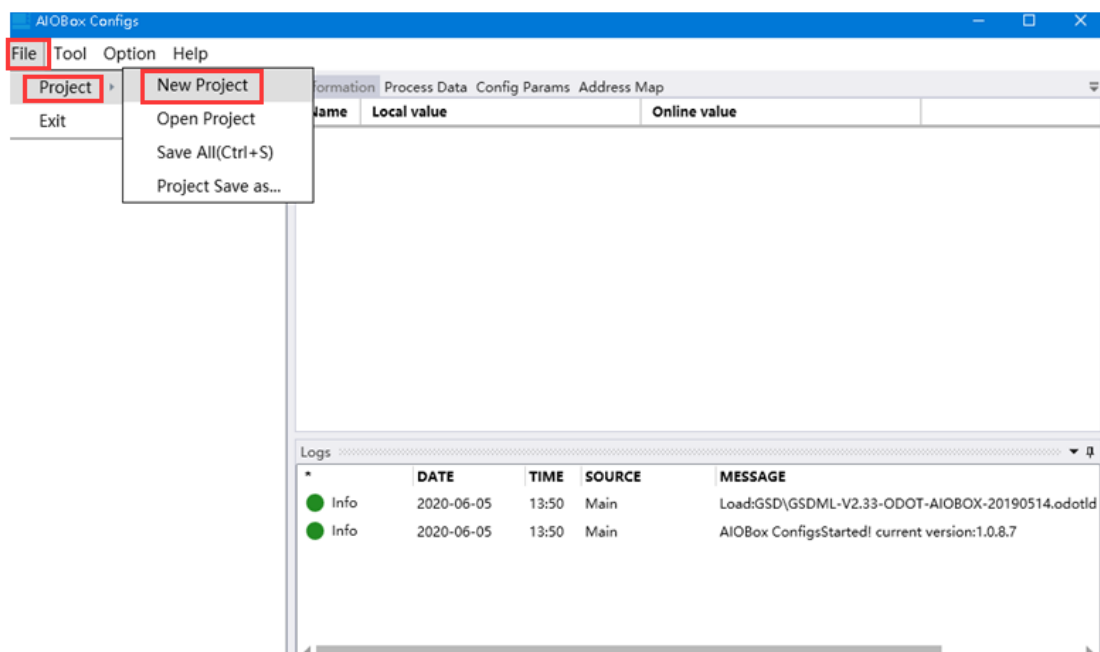 AIOBox Configs
File Tool Option Help
Project
Exit
New Project
Open Project
Save All(Ctrl+S)
Project Save as...
formation Process Data Config Params Address Map
Name Local value Online value
Logs
* DATE TIME SOURCE MESSAGE
Info 2020-06-05 13:50 Main Load:GSD\GSDML-V2.33-ODOT-AIOBOX-20190514.odotld
Info 2020-06-05 13:50 Main AIOBox ConfigsStarted! current version:1.0.8.7